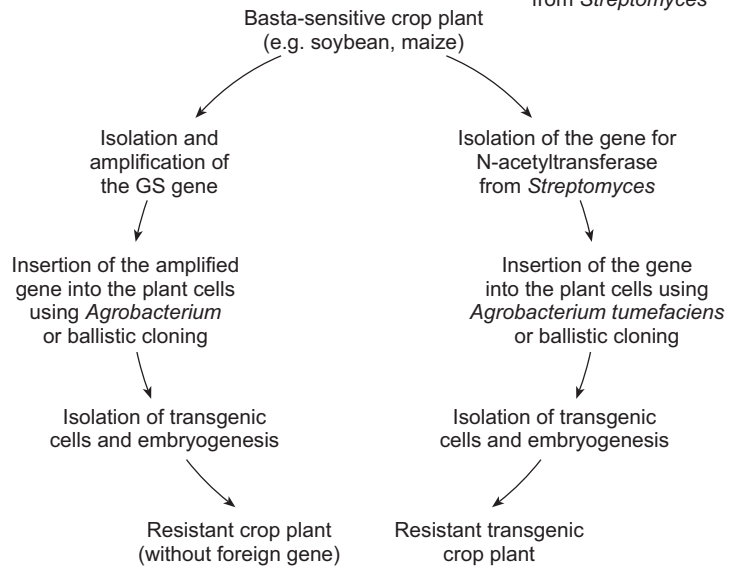 from Streptomyces
Basta-sensitive crop plant
(e.g. soybean, maize)
Isolation and
amplification of
the GS gene
Isolation of the gene for
N-acetyltransferase
from Streptomyces
Insertion of the amplified
gene into the plant cells
using Agrobacterium
or ballistic cloning
Insertion of the gene
into the plant cells using
Agrobacterium tumefaciens
or ballistic cloning
Isolation of transgenic
cells and embryogenesis
Isolation of transgenic
cells and embryogenesis
Resistant crop plant
(without foreign gene)
Resistant transgenic
crop plant